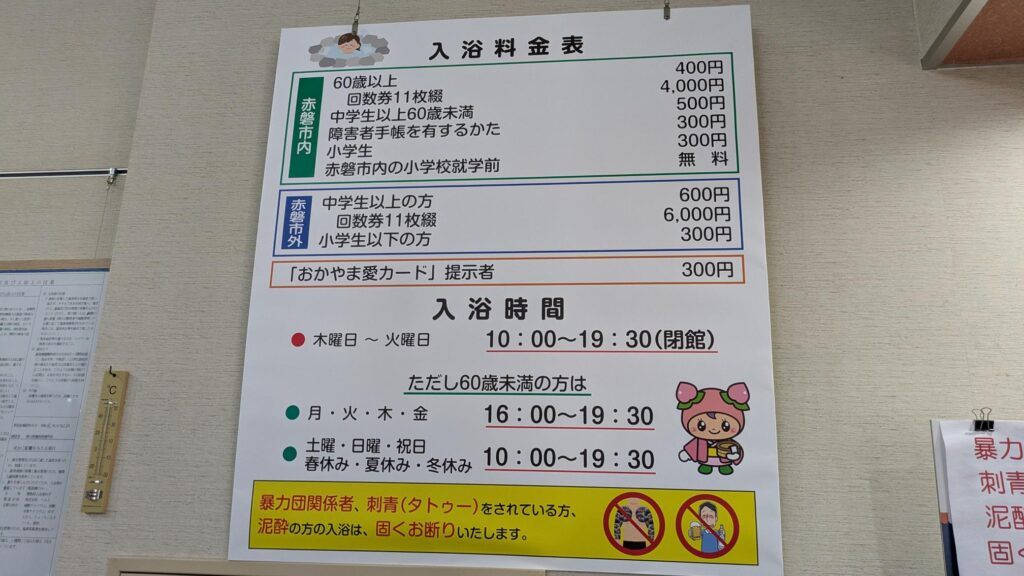 入浴料金表
赤磐市内
60歳以上 400円
回数券11枚綴 4,000円
中学生以上60歳未満 500円
障害者手帳を有するかた 300円
小学生 300円
赤磐市内の小学校就学前 無料
赤磐市外
中学生以上の方 600円
回数券11枚綴 6,000円
小学生以下の方 300円
「おかやま愛カード」提示者 300円
入浴時間
木曜日 ～ 火曜日 10：00～19：30(閉館)
ただし60歳未満の方は
月・火・木・金 16：00～19：30
土曜・日曜・祝日
春休み・夏休み・冬休み 10：00～19：30
暴力団関係者、刺青(タトゥー)をされている方、
泥酔の方の入浴は、固くお断りいたします。
℃
暴力
刺青
泥酔
固く